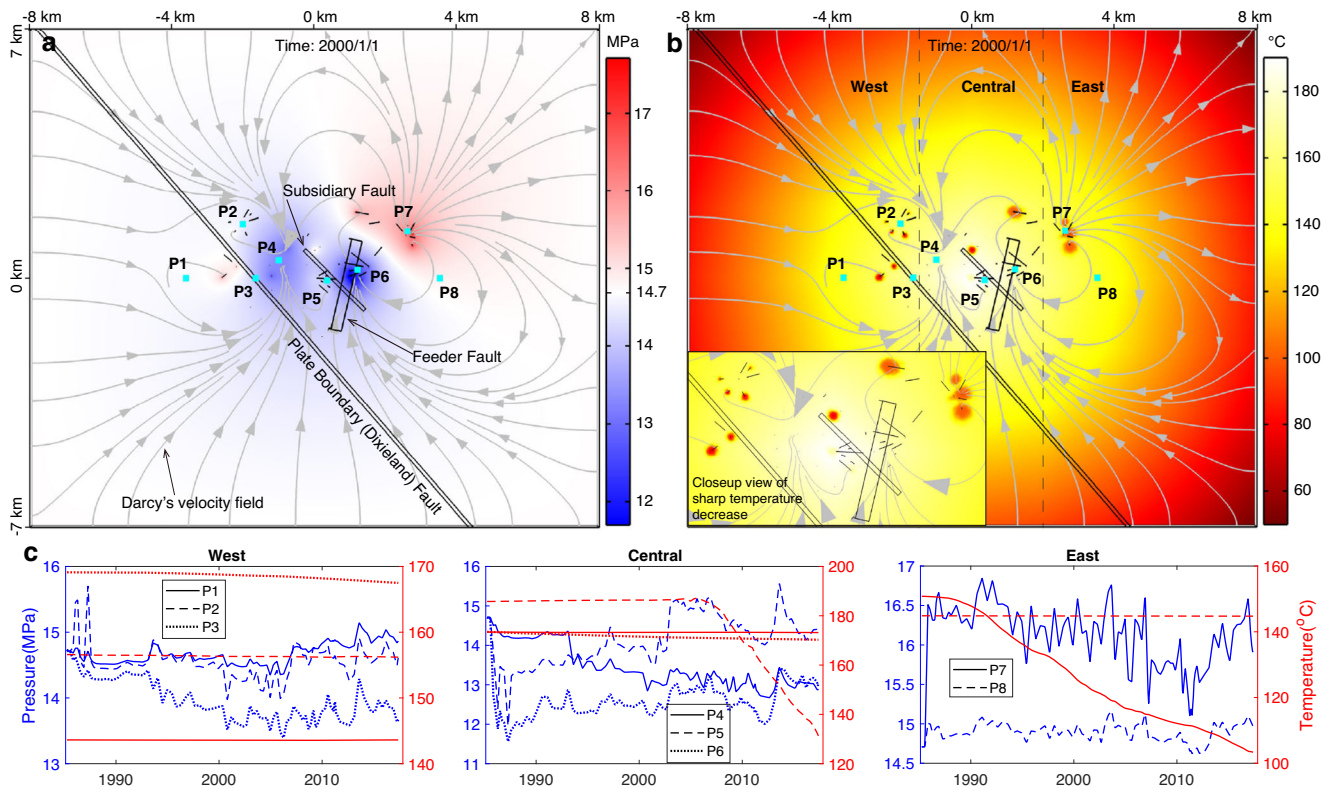 -8 km
-4 km
0 km
4 km
8 km
a
Time: 2000/1/1
7 km
0 km
-7 km
Subsidiary Fault
P7
P2
P4
P1
P6
P3
P5
P8
Feeder Fault
Plate Boundary (Dixieland) Fault
Darcy's velocity field
MPa
17
16
15
14.7
14
13
12
-8 km
-4 km
0 km
4 km
8 km
b
Time: 2000/1/1
West
Central
East
P7
P2
P4
P1
P6
P3
P5
P8
Closeup view of
sharp temperature
decrease
°C
180
160
140
120
100
80
60
c
West
Pressure(MPa)
16
15
14
13
P1
P2
P3
170
160
150
140
1990
2000
2010
Central
16
15
14
13
12
11
P4
P5
P6
200
180
160
140
120
1990
2000
2010
East
17
16.5
16
15.5
15
14.5
P7
P8
160
140
120
100
Temperature(°C)
1990
2000
2010